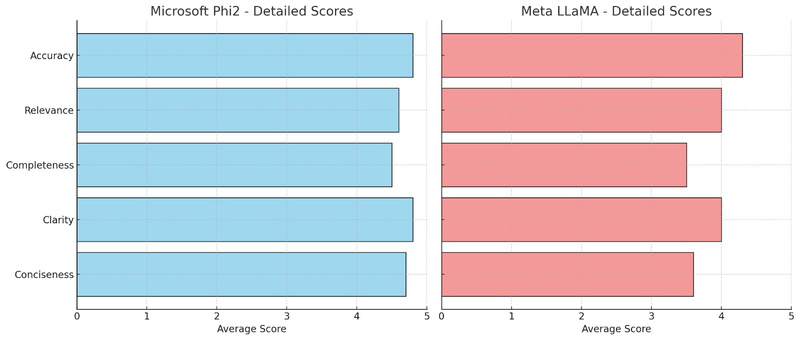 Microsoft Phi2 - Detailed Scores
Meta LLaMA - Detailed Scores
Accuracy
Relevance
Completeness
Clarity
Conciseness
0 1 2 3 4 5
0 1 2 3 4 5
Average Score
Average Score